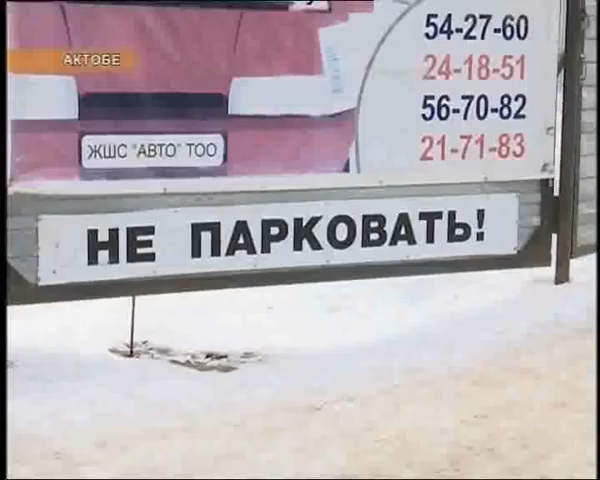 54-27-60
АКТОБЕ
24-18-51
56-70-82
ЖШС "АВТО" ТОО
21-71-83
НЕ ПАРКОВАТЬ!